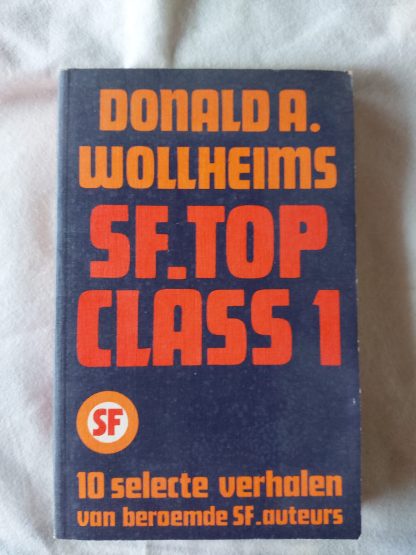 DONALD A.
WOLLHEIMS
SF.TOP
CLASS 1
SF
10 selecte verhalen
van beroemde SF.auteurs